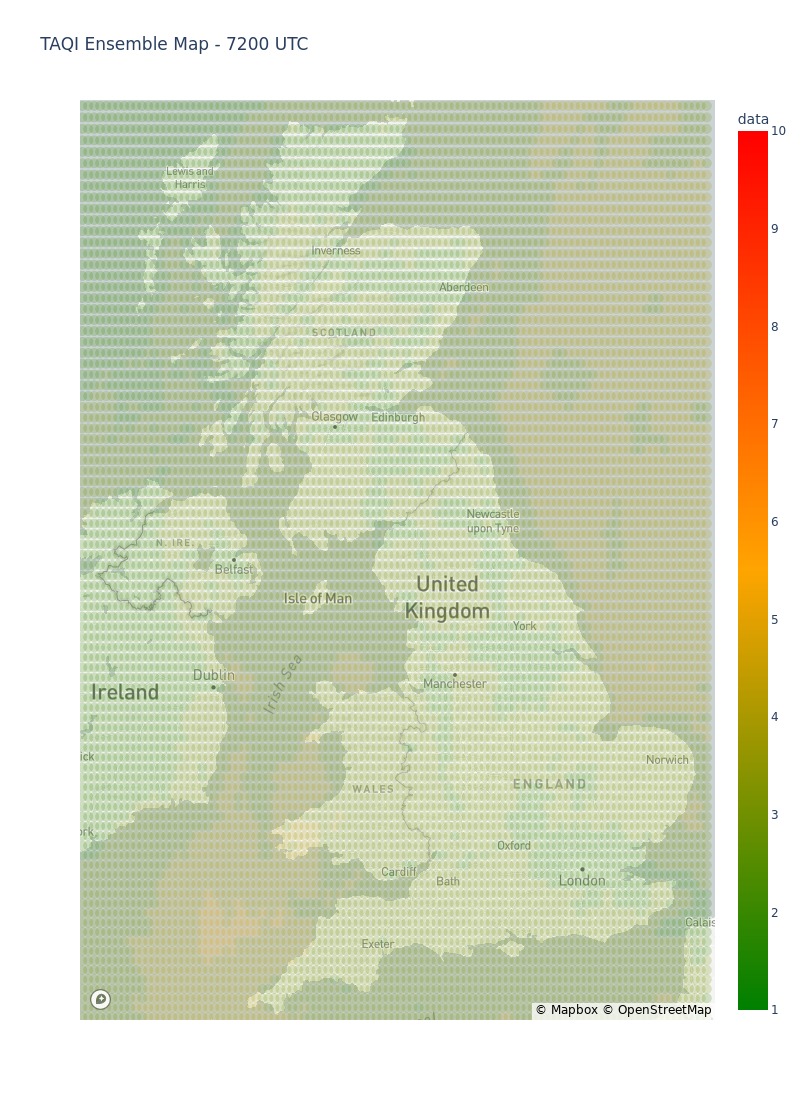 TAQI Ensemble Map - 7200 UTC
data
10
9
8
7
6
5
4
3
2
1
Lewis and
Harris
Inverness
Aberdeen
SCOTLAND
Glasgow
Edinburgh
Newcastle
upon Tyne
N. IRE.
Belfast
Isle of Man
United
Kingdom
York
Dublin
Irish Sea
Manchester
Ireland
ick
Norwich
WALES
ENGLAND
rk
Oxford
Cardiff
Bath
London
Calais
Exeter
© Mapbox © OpenStreetMap